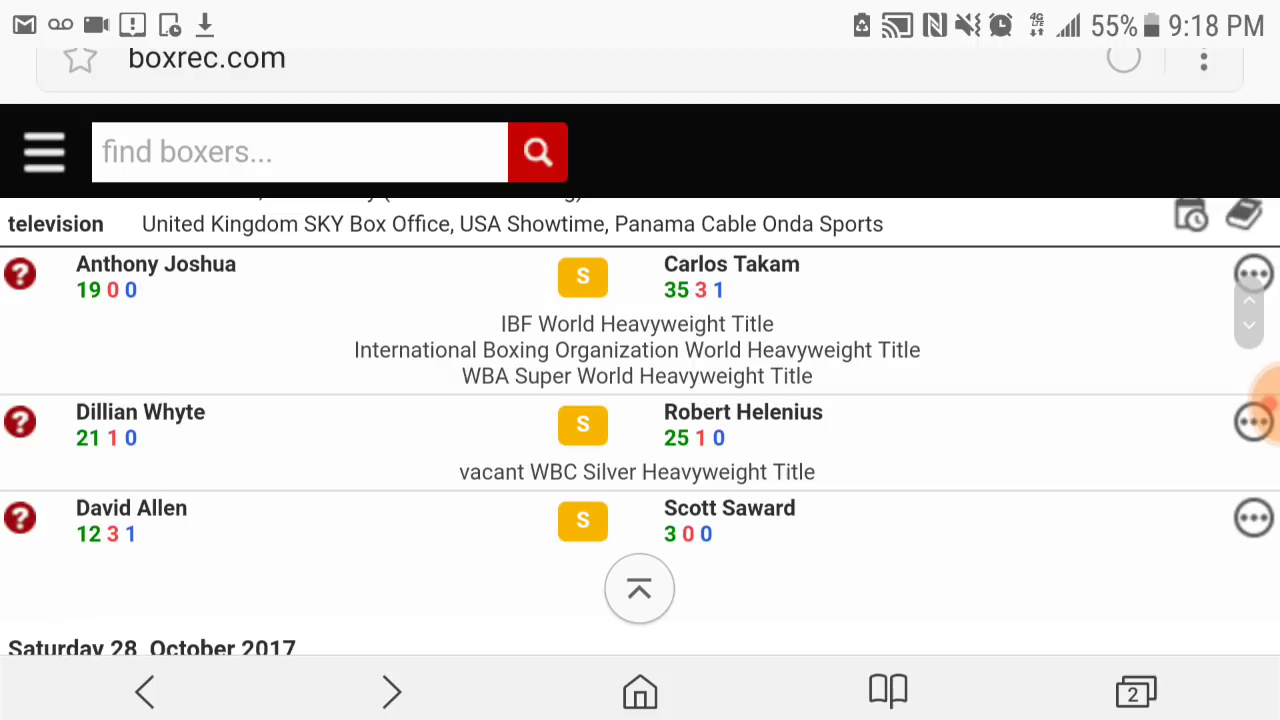 4G LTE 55% 9:18 PM
boxrec.com
find boxers...
television United Kingdom SKY Box Office, USA Showtime, Panama Cable Onda Sports
Anthony Joshua S Carlos Takam
19 0 0 35 3 1
IBF World Heavyweight Title
International Boxing Organization World Heavyweight Title
WBA Super World Heavyweight Title
Dillian Whyte S Robert Helenius
21 1 0 25 1 0
vacant WBC Silver Heavyweight Title
David Allen S Scott Saward
12 3 1 3 0 0
Saturday 28, October 2017
2